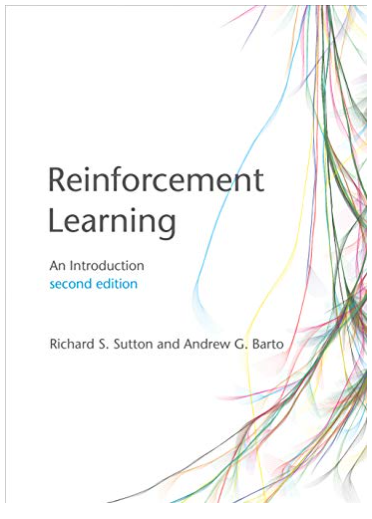 Reinforcement
Learning
An Introduction
second edition
Richard S. Sutton and Andrew G. Barto